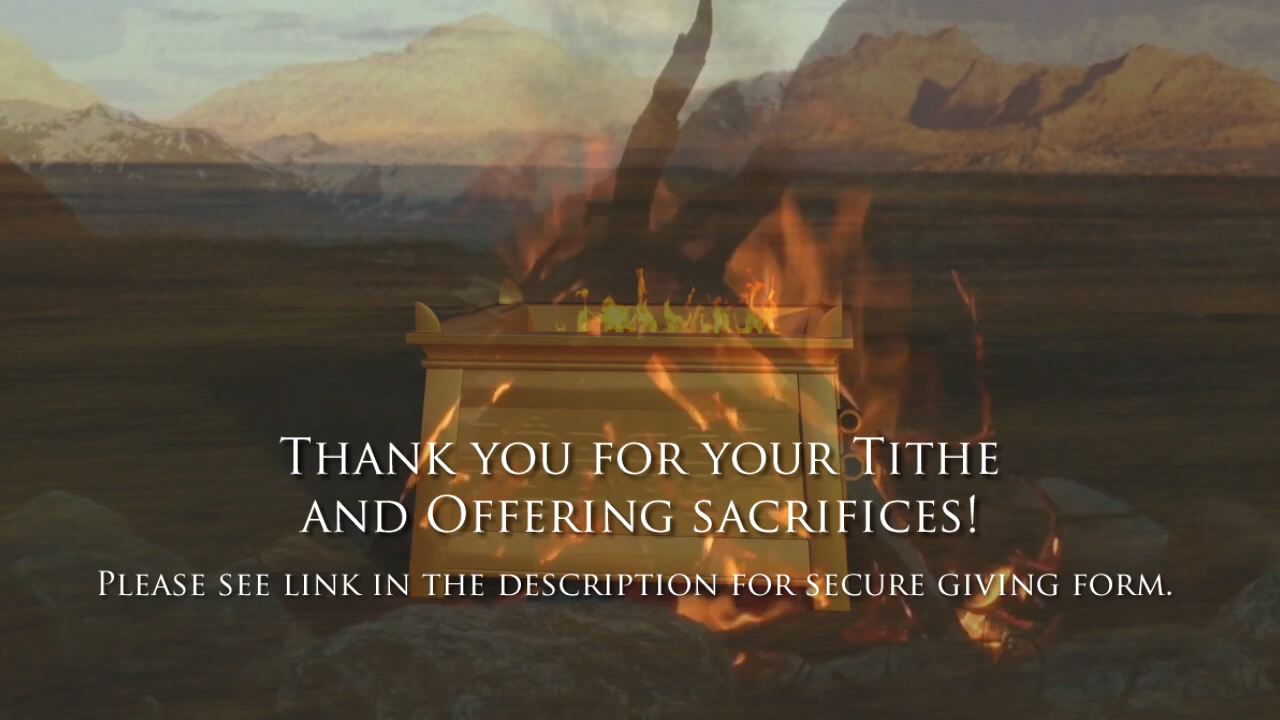 Thank you for your Tithe
and Offering sacrifices!
Please see link in the description for secure giving form.